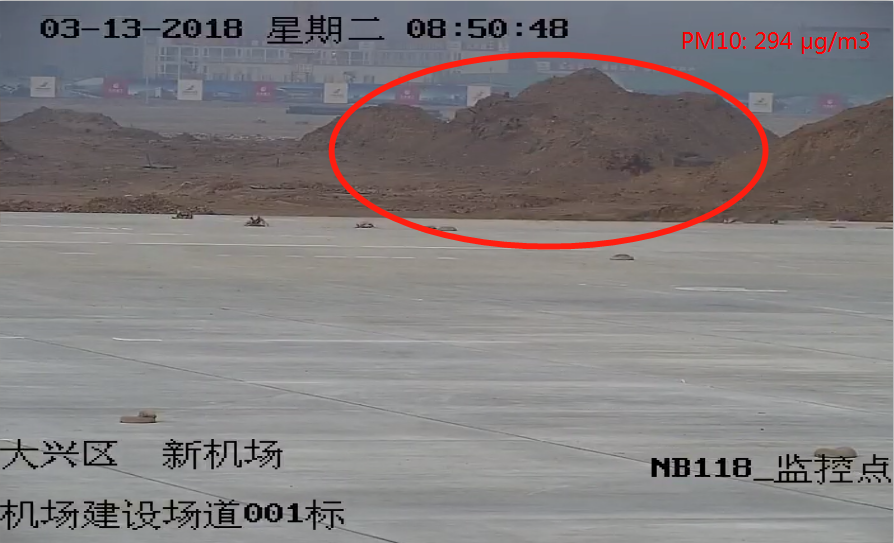 03-13-2018 星期二 08:50:48
PM10: 294 µg/m3
大兴区 新机场
NB118_监控点
机场建设场道001标